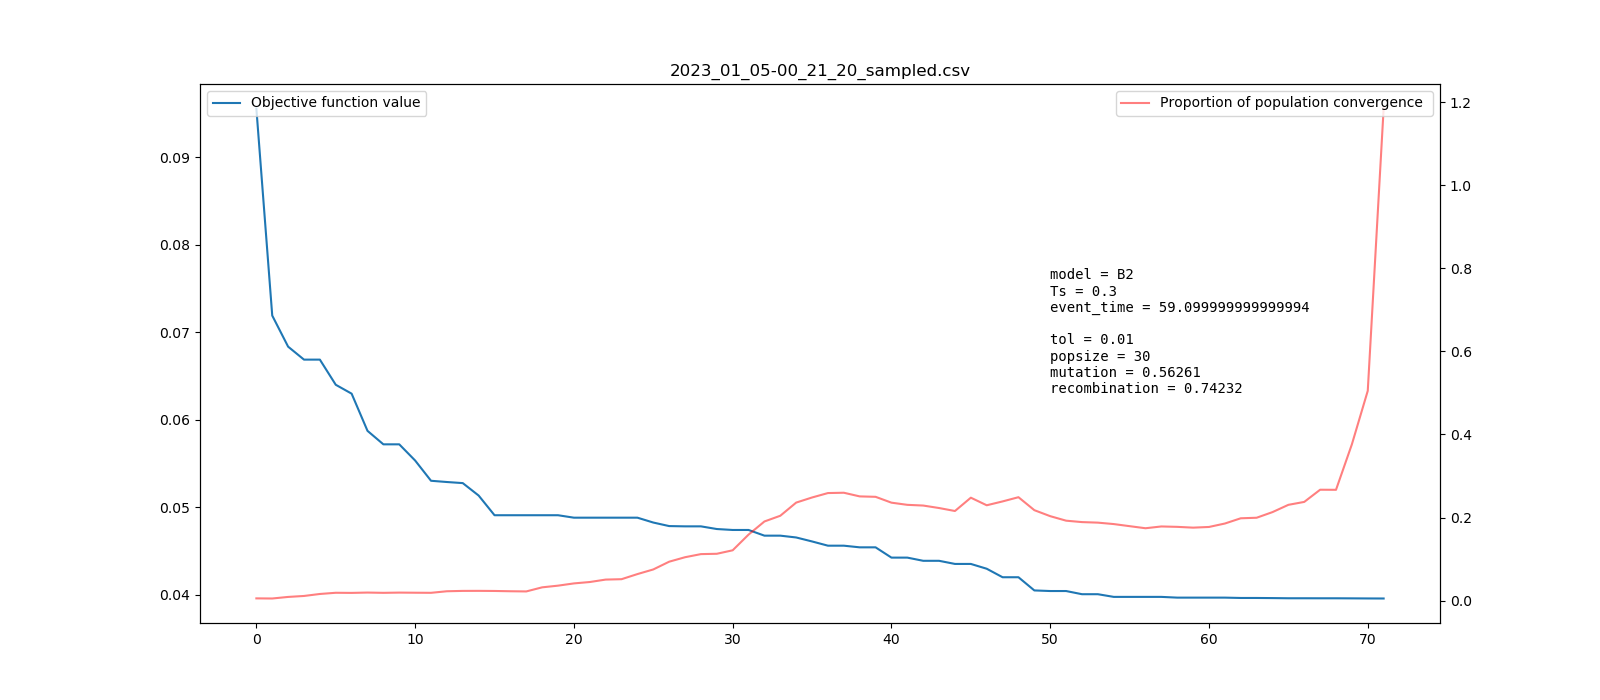 2023_01_05-00_21_20_sampled.csv
Objective function value
Proportion of population convergence
0.09
0.08
0.07
0.06
0.05
0.04
1.2
1.0
0.8
0.6
0.4
0.2
0.0
model = B2
Ts = 0.3
event_time = 59.099999999999994
tol = 0.01
popsize = 30
mutation = 0.56261
recombination = 0.74232
0 10 20 30 40 50 60 70